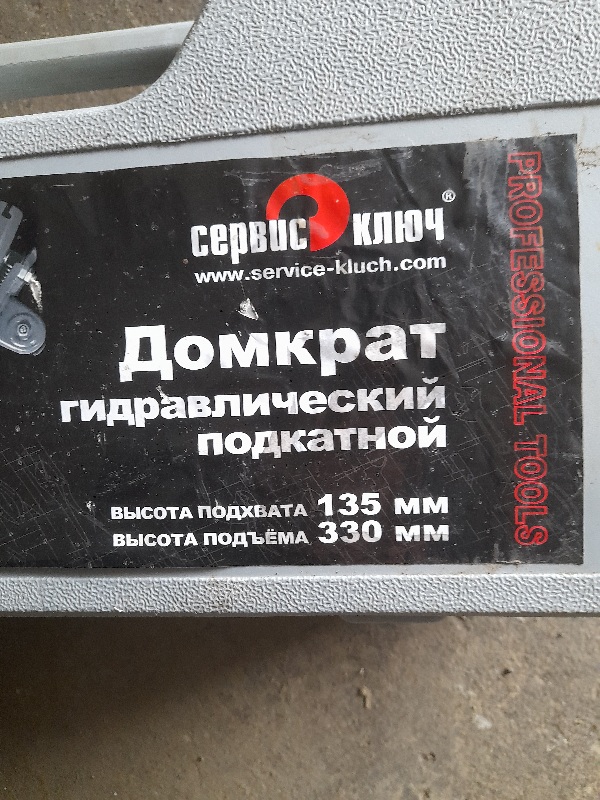 сервис ключ®
www.service-kluch.com
Домкрат
гидравлический
подкатной
ВЫСОТА ПОДХВАТА 135 мм
ВЫСОТА ПОДЪЁМА 330 мм
PROFESSIONAL TOOLS